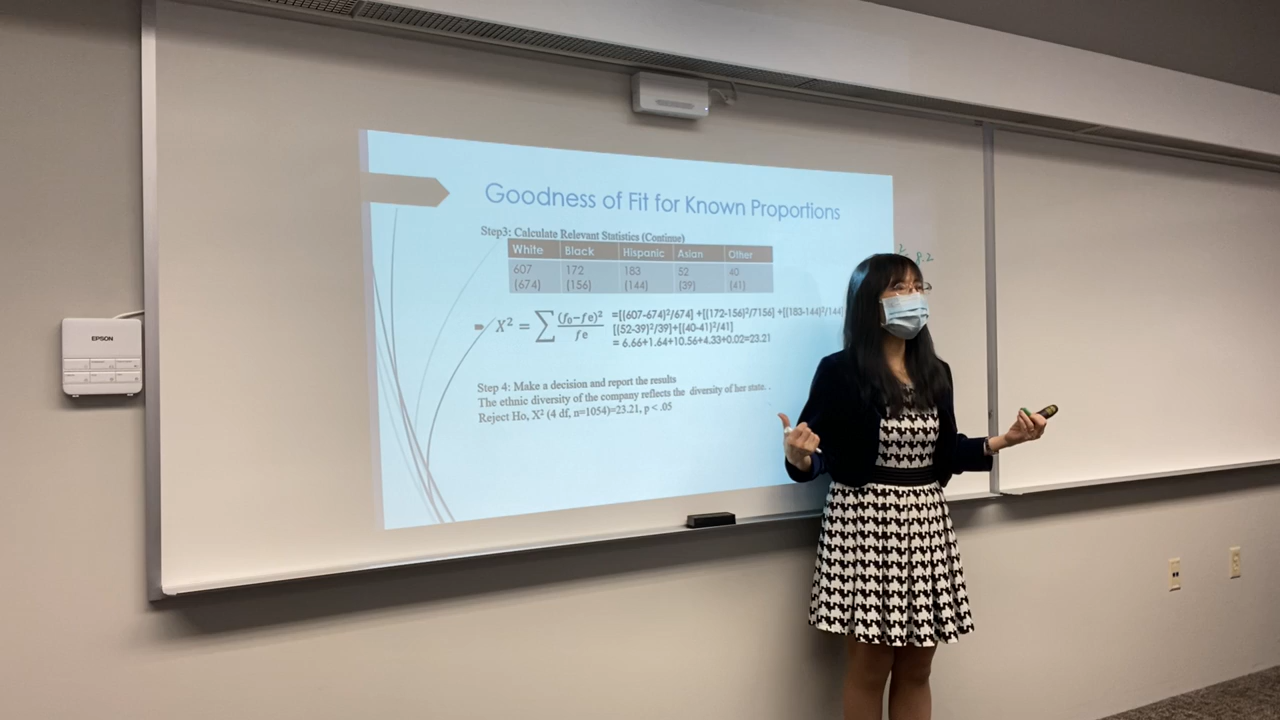 Goodness of Fit for Known Proportions
Step3: Calculate Relevant Statistics (Continue)
White Black Hispanic Asian Other
607 172 183 52 40
(674) (156) (144) (39) (41)
X² = ∑ (f₀−fe)²/fe =[(607-674)²/674] +[(172-156)²/7156] +[(183-144)²/144]
[(52-39)²/39]+[(40-41)²/41]
= 6.66+1.64+10.56+4.33+0.02=23.21
Step 4: Make a decision and report the results
The ethnic diversity of the company reflects the diversity of her state. .
Reject Ho, X² (4 df, n=1054)=23.21, p < .05
EPSON